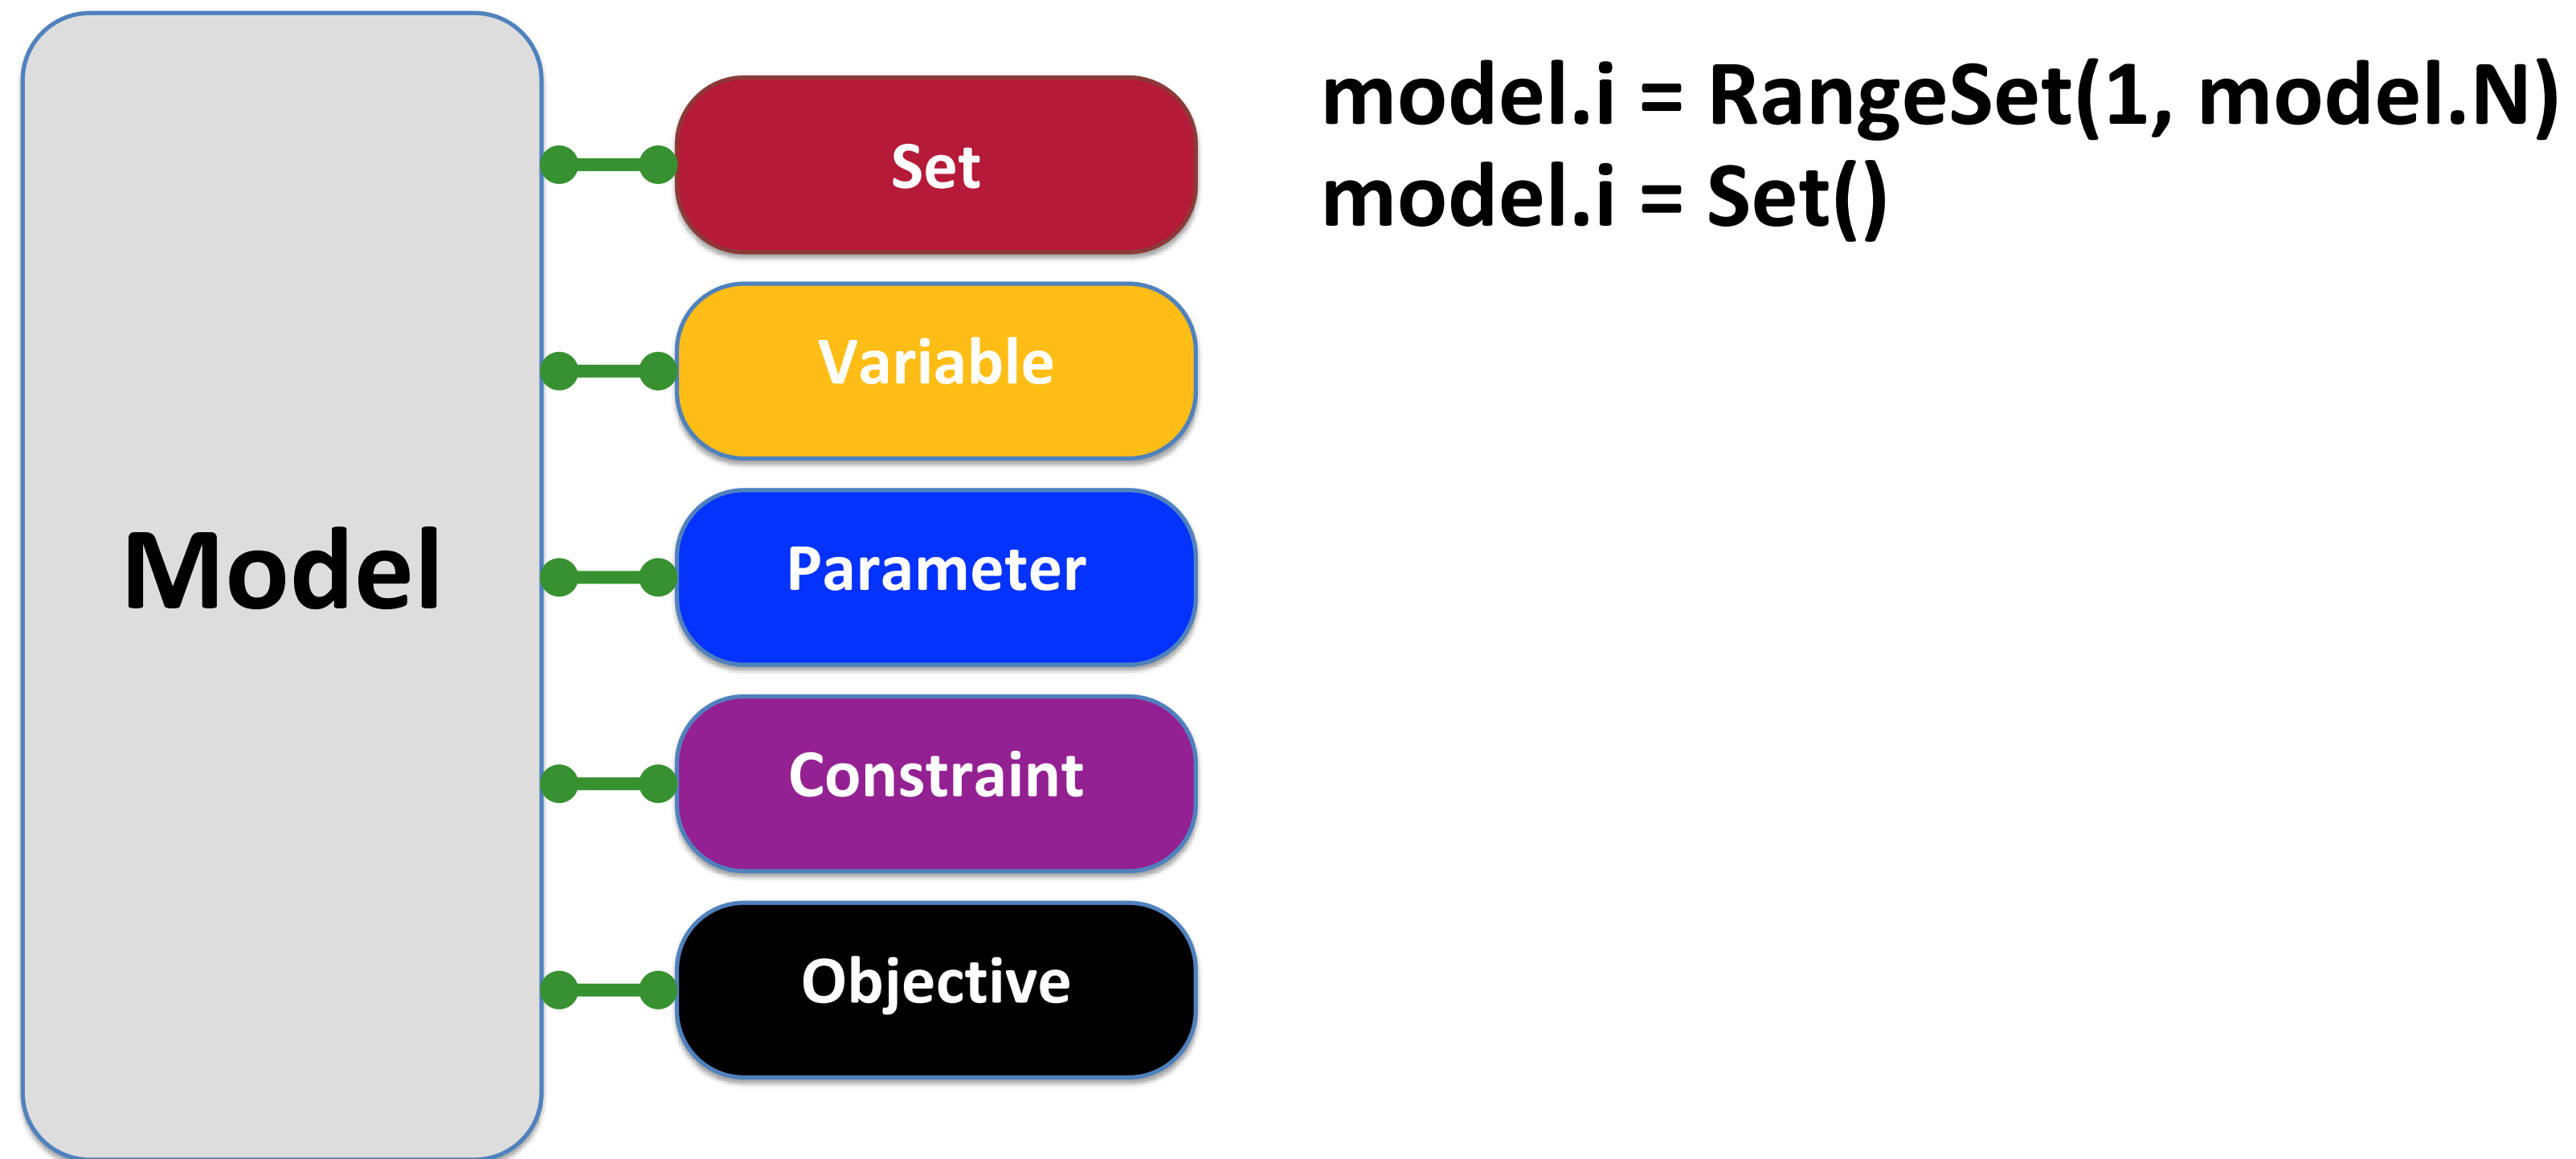 Model
Set
Variable
Parameter
Constraint
Objective
model.i = RangeSet(1, model.N)
model.i = Set()